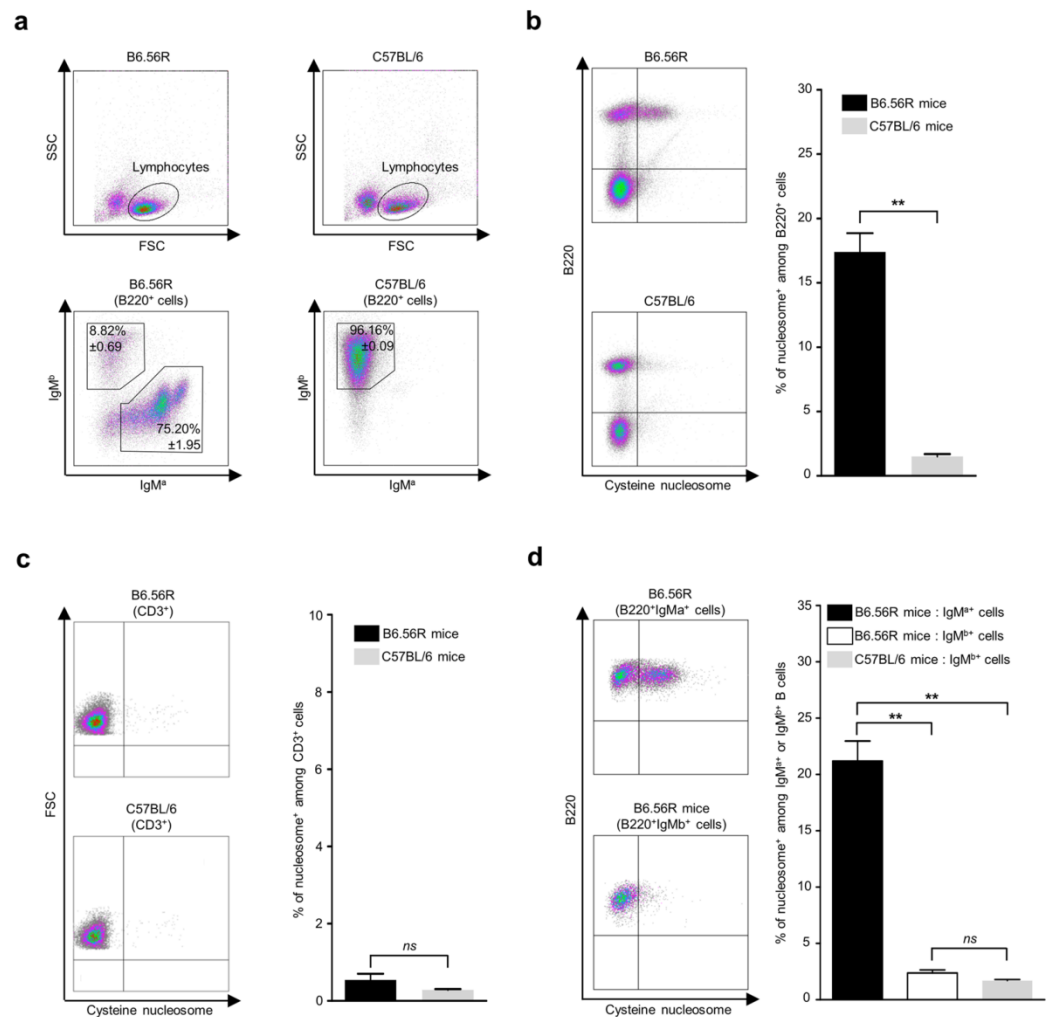 a
B6.56R
SSC
Lymphocytes
FSC
C57BL/6
SSC
Lymphocytes
FSC
B6.56R
(B220⁺ cells)
8.82%
±0.69
75.20%
±1.95
IgMᵇ
IgMᵃ
C57BL/6
(B220⁺ cells)
96.16%
±0.09
IgMᵇ
IgMᵃ
b
B6.56R
C57BL/6
B220
Cysteine nucleosome
% of nucleosome⁺ among B220⁺ cells
30
25
20
15
10
5
0
B6.56R mice
C57BL/6 mice
**
c
B6.56R
(CD3⁺)
C57BL/6
(CD3⁺)
FSC
Cysteine nucleosome
% of nucleosome⁺ among CD3⁺ cells
10
8
6
4
2
0
B6.56R mice
C57BL/6 mice
ns
d
B6.56R
(B220⁺IgMa⁺ cells)
B6.56R mice
(B220⁺IgMb⁺ cells)
B220
Cysteine nucleosome
% of nucleosome⁺ among IgMᵃ⁺ or IgMᵇ⁺ B cells
35
30
25
20
15
10
5
0
B6.56R mice : IgMᵃ⁺ cells
B6.56R mice : IgMᵇ⁺ cells
C57BL/6 mice : IgMᵇ⁺ cells
**
**
ns